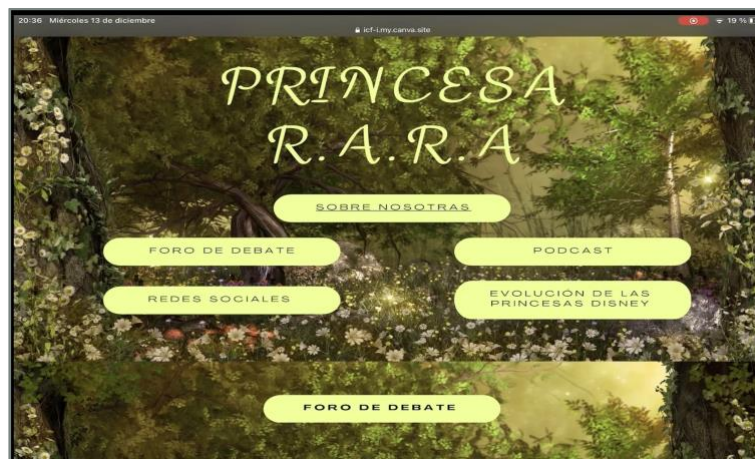 20:36 Miércoles 13 de diciembre
19 %
icf-i.my.canva.site
PRINCESA
R.A.R.A
SOBRE NOSOTRAS
FORO DE DEBATE
PODCAST
REDES SOCIALES
EVOLUCIÓN DE LAS
PRINCESAS DISNEY
FORO DE DEBATE